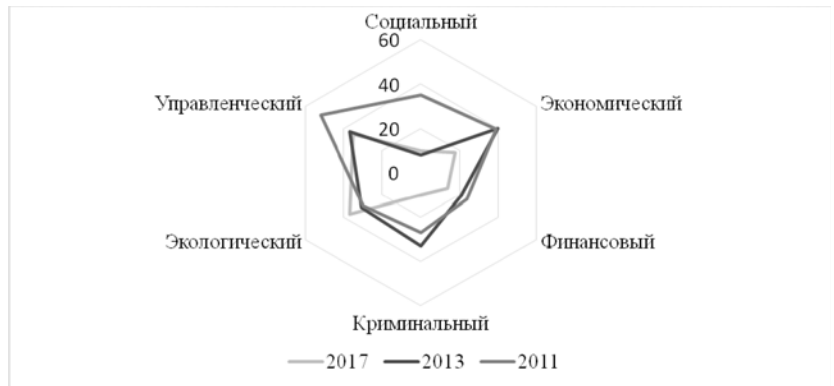 Социальный
60
Управленческий
40
Экономический
20
0
Экологический
Финансовый
Криминальный
2017 2013 2011